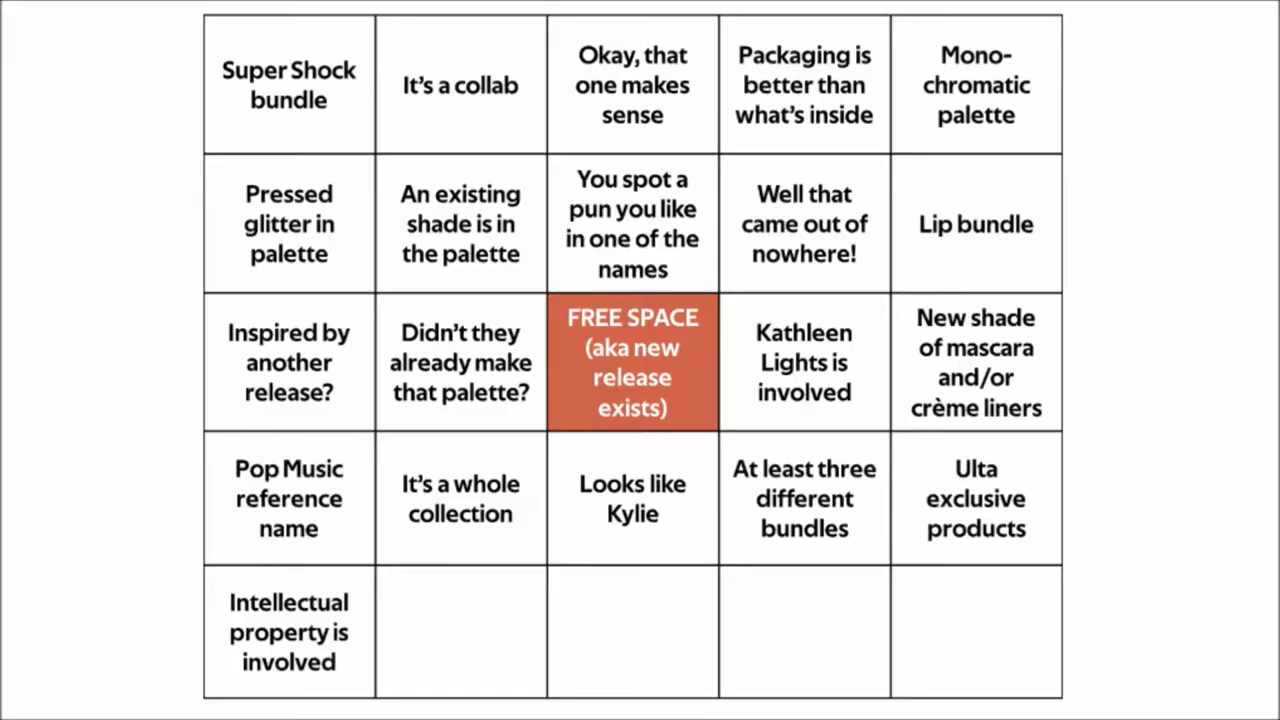 Super Shock
bundle
It's a collab
Okay, that
one makes
sense
Packaging is
better than
what's inside
Mono-
chromatic
palette
Pressed
glitter in
palette
An existing
shade is in
the palette
You spot a
pun you like
in one of the
names
Well that
came out of
nowhere!
Lip bundle
Inspired by
another
release?
Didn't they
already make
that palette?
FREE SPACE
(aka new
release
exists)
Kathleen
Lights is
involved
New shade
of mascara
and/or
crème liners
Pop Music
reference
name
It's a whole
collection
Looks like
Kylie
At least three
different
bundles
Ulta
exclusive
products
Intellectual
property is
involved